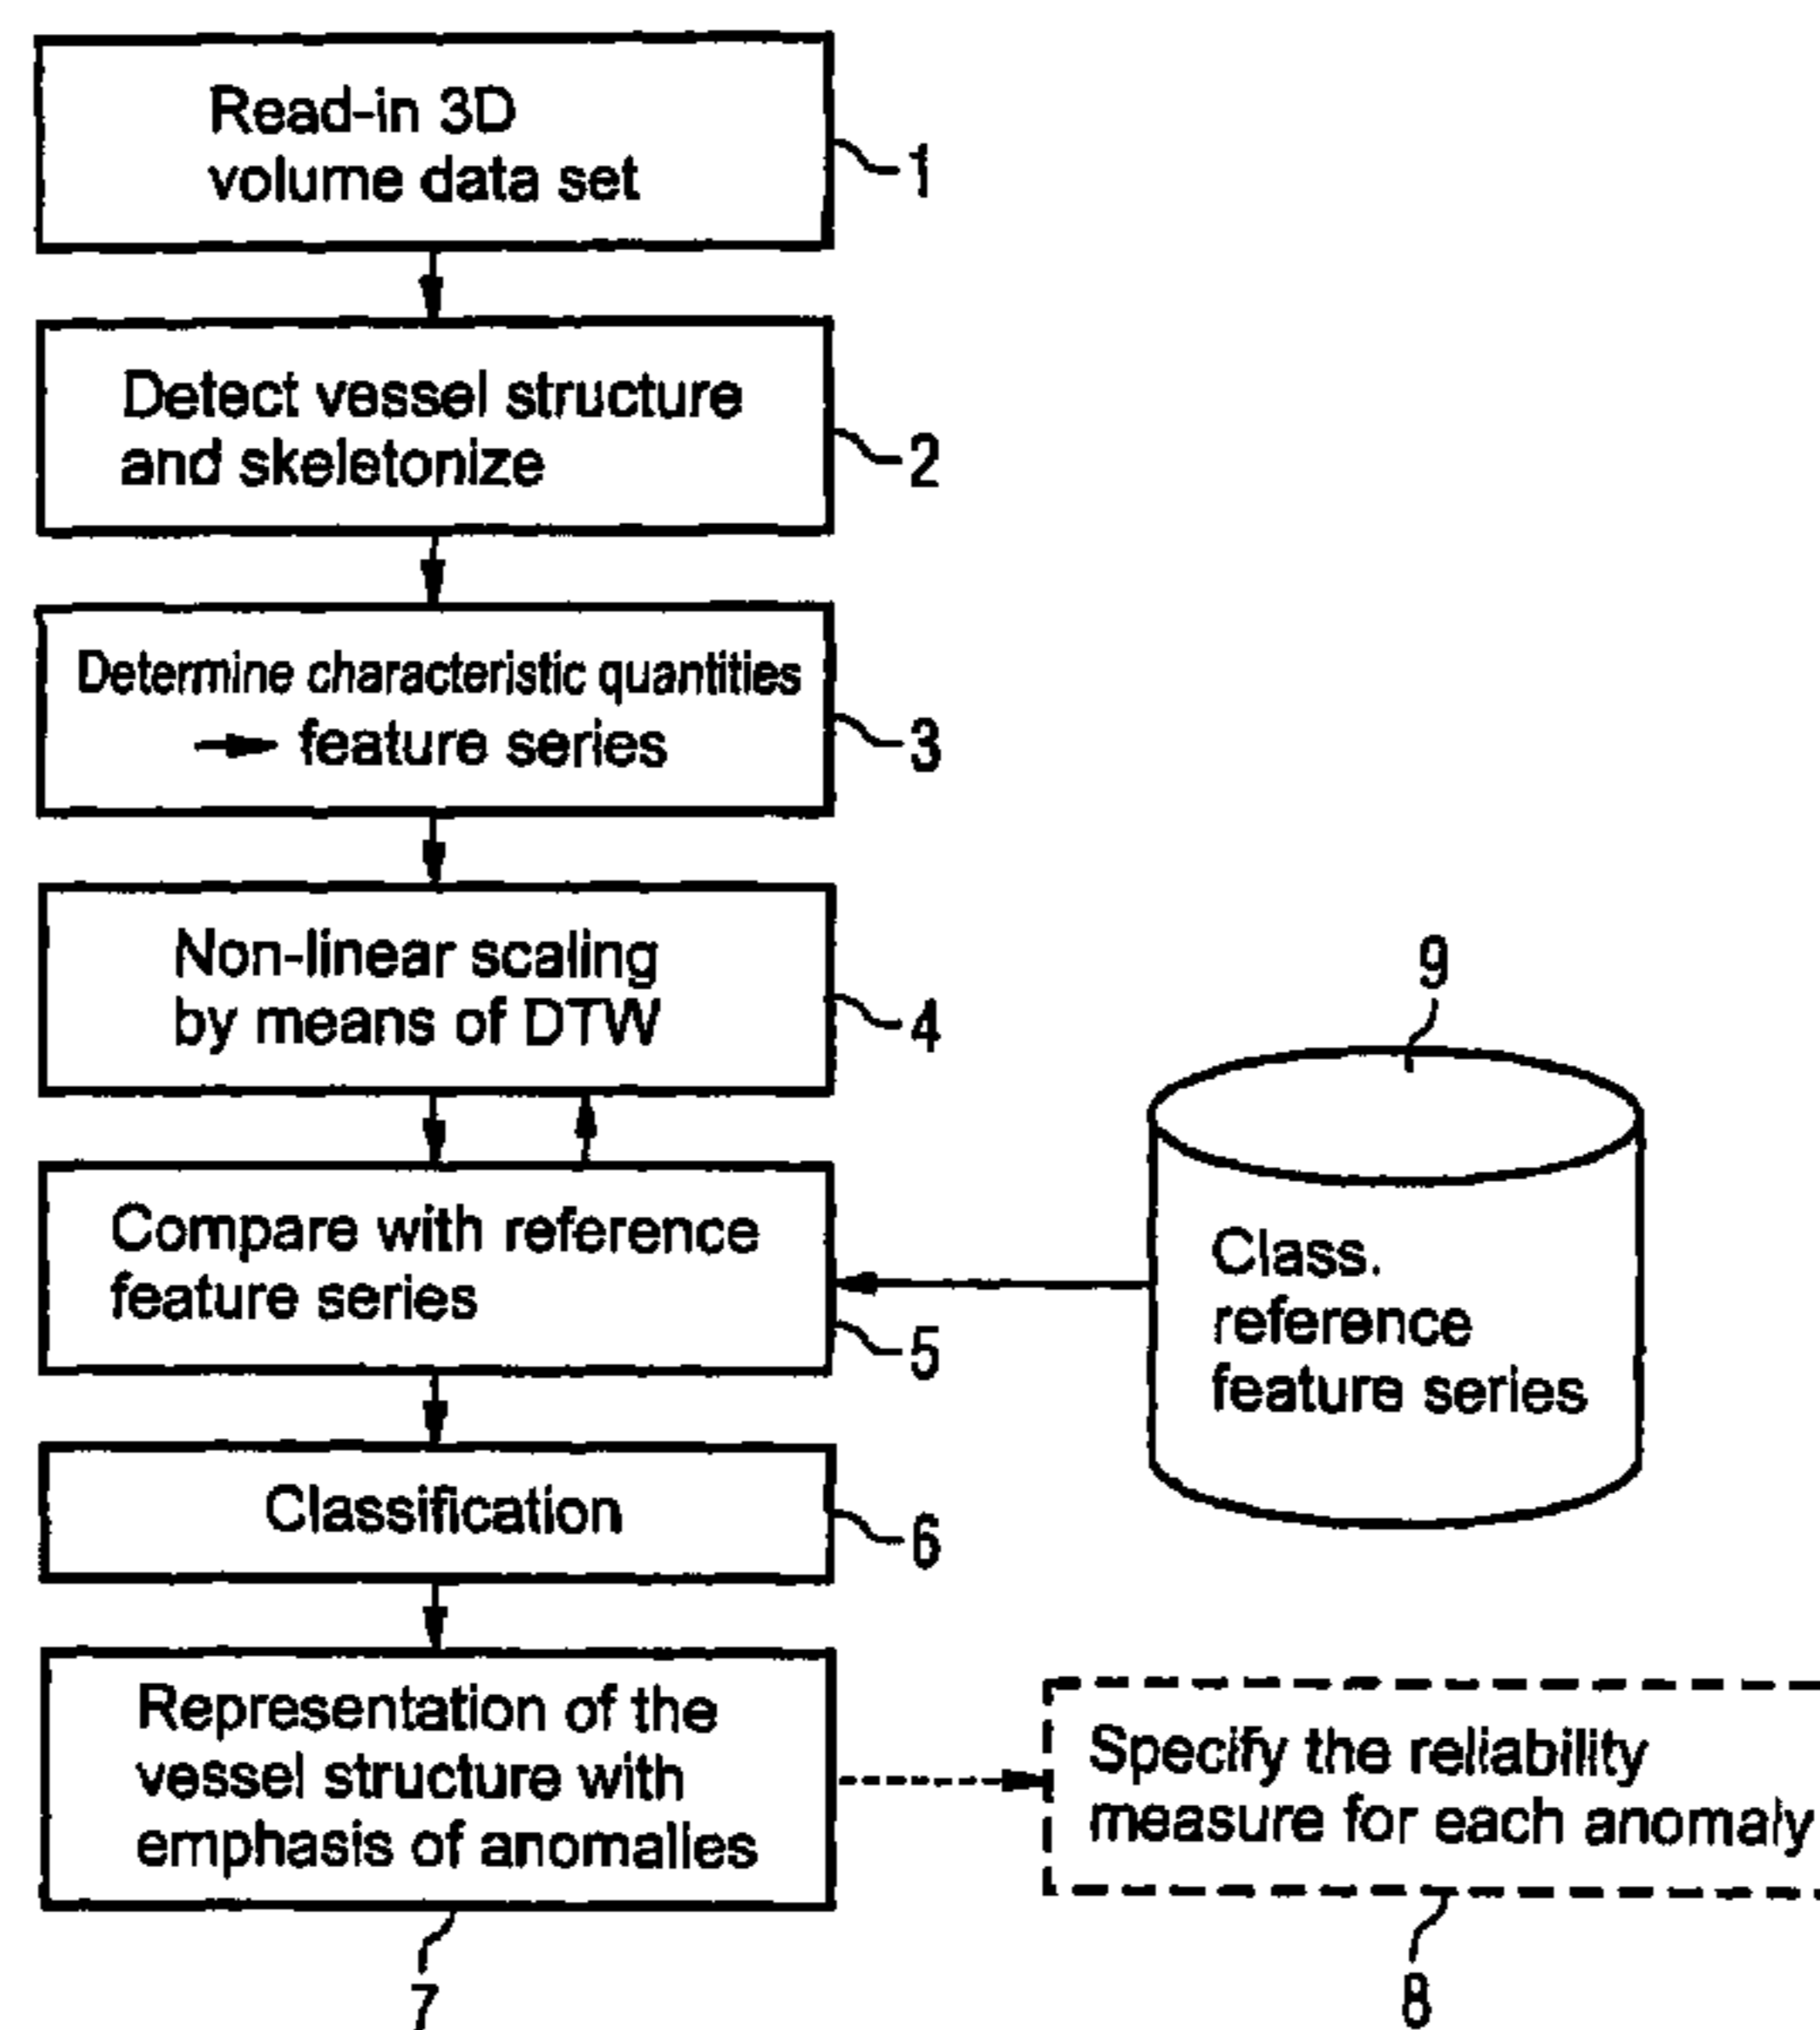 Read-in 3D
volume data set
1
Detect vessel structure
and skeletonize
2
Determine characteristic quantities
→ feature series
3
Non-linear scaling
by means of DTW
4
Compare with reference
feature series
5
9
Class.
reference
feature series
Classification
6
Representation of the
vessel structure with
emphasis of anomalies
7
Specify the reliability
measure for each anomaly
8